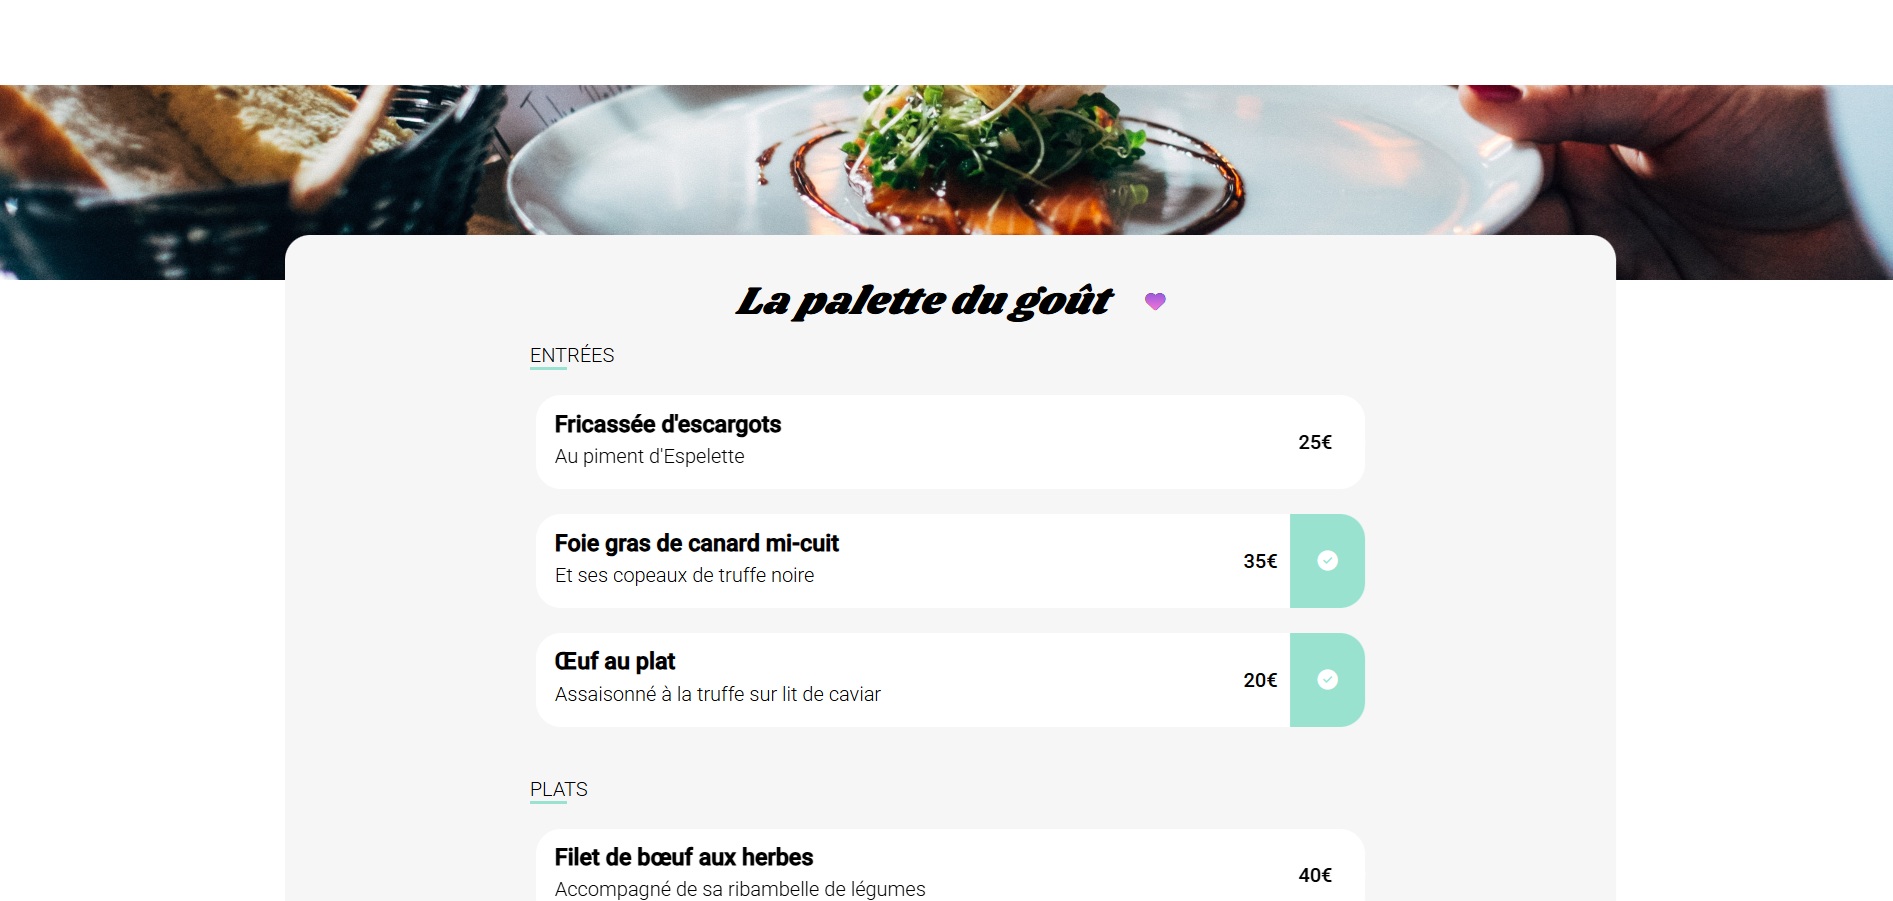 La palette du goût
ENTRÉES
Fricassée d'escargots
Au piment d'Espelette
25€
Foie gras de canard mi-cuit
Et ses copeaux de truffe noire
35€
Œuf au plat
Assaisonné à la truffe sur lit de caviar
20€
PLATS
Filet de bœuf aux herbes
Accompagné de sa ribambelle de légumes
40€